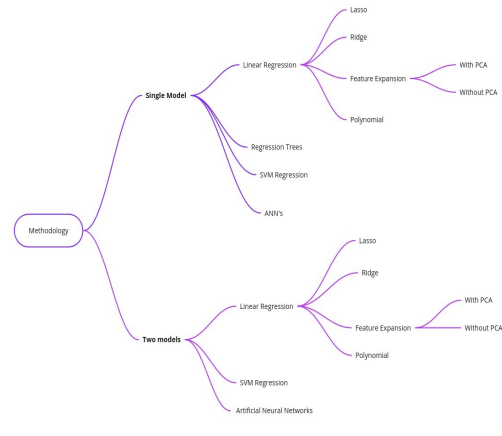 Lasso
Ridge
Linear Regression
Feature Expansion
With PCA
Without PCA
Polynomial
Single Model
Regression Trees
SVM Regression
ANN's
Methodology
Lasso
Ridge
Linear Regression
Feature Expansion
With PCA
Without PCA
Polynomial
Two models
SVM Regression
Artificial Neural Networks